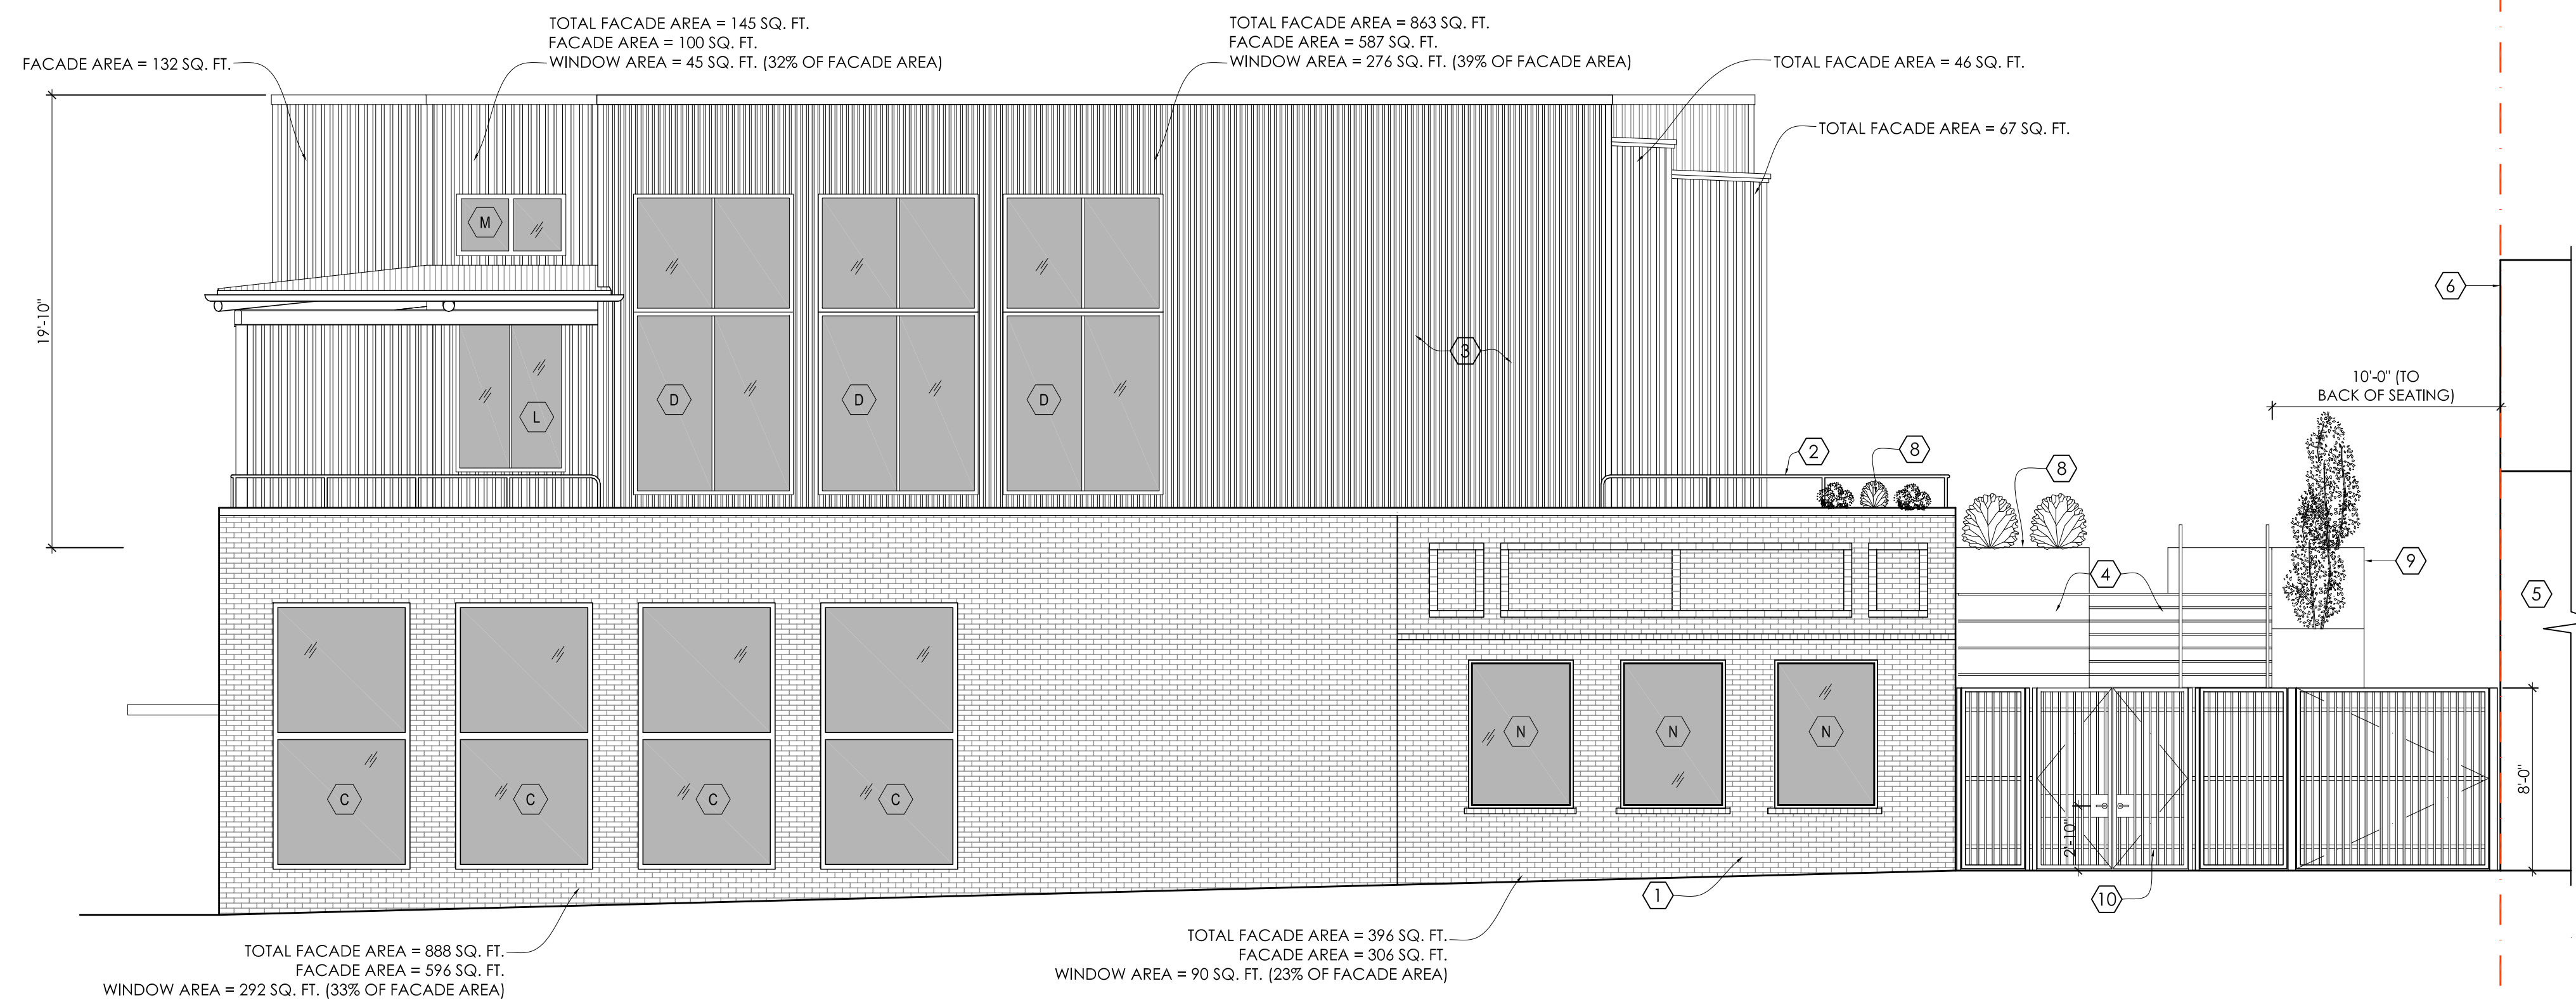 TOTAL FACADE AREA = 145 SQ. FT.
FACADE AREA = 100 SQ. FT.
WINDOW AREA = 45 SQ. FT. (32% OF FACADE AREA)
TOTAL FACADE AREA = 863 SQ. FT.
FACADE AREA = 587 SQ. FT.
WINDOW AREA = 276 SQ. FT. (39% OF FACADE AREA)
FACADE AREA = 132 SQ. FT.
TOTAL FACADE AREA = 46 SQ. FT.
TOTAL FACADE AREA = 67 SQ. FT.
M
6
19'-10"
3
10'-0" (TO
BACK OF SEATING)
D
D
D
L
2
8
8
9
4
5
N
N
N
8'-0"
C
C
C
C
2'-10"
1
10
TOTAL FACADE AREA = 888 SQ. FT.
FACADE AREA = 596 SQ. FT.
WINDOW AREA = 292 SQ. FT. (33% OF FACADE AREA)
TOTAL FACADE AREA = 396 SQ. FT.
FACADE AREA = 306 SQ. FT.
WINDOW AREA = 90 SQ. FT. (23% OF FACADE AREA)